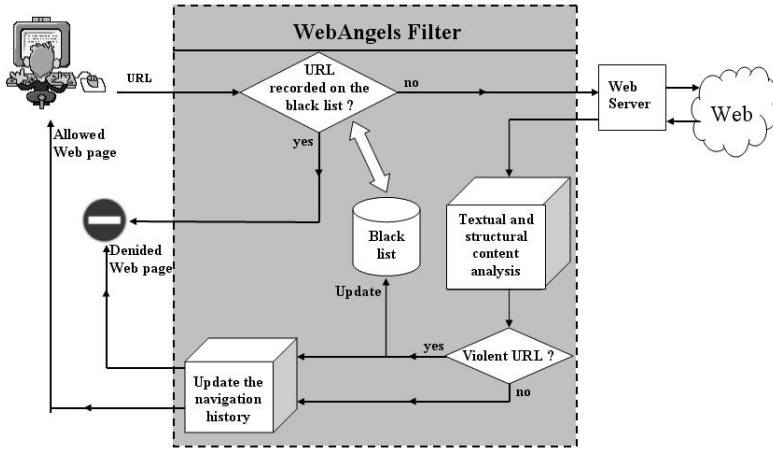 WebAngels Filter
URL
URL
recorded on the
black list ?
no
yes
Web
Server
Web
Allowed
Web page
Denided
Web page
Black
list
Update
Textual and
structural
content
analysis
Violent URL ?
yes
no
Update the
navigation
history